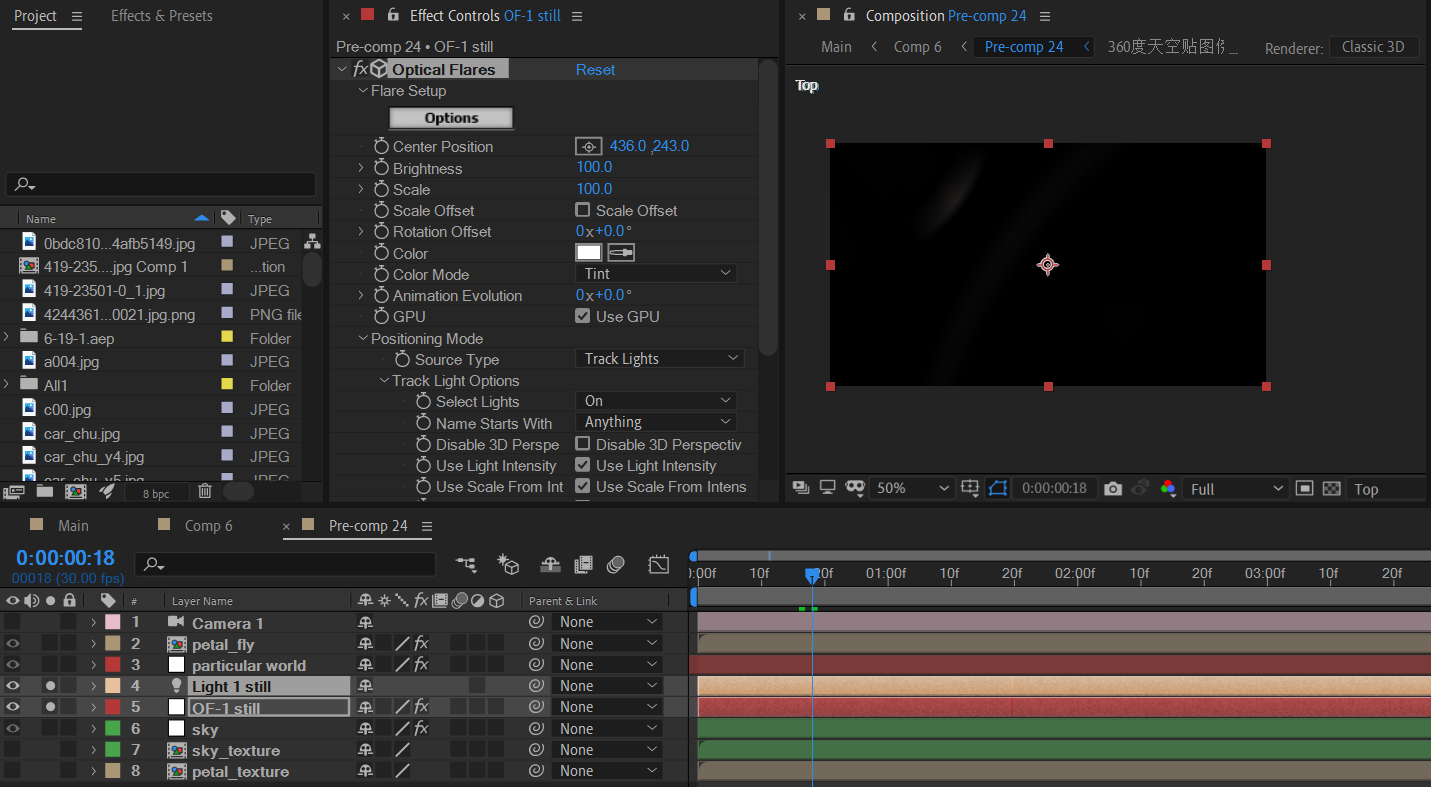 Project
Effects & Presets
Name
Type
0bdc810...4afb5149.jpg
JPEG
419-235....jpg Comp 1
...tion
419-23501-0_1.jpg
JPEG
4244361...0021.jpg.png
PNG file
6-19-1.aep
Folder
a004.jpg
JPEG
All1
Folder
c00.jpg
JPEG
car_chu.jpg
JPEG
car_chu_y4.jpg
JPEG
car_chu_y5.jpg
JPEG
8 bpc
Effect Controls OF-1 still
Pre-comp 24 • OF-1 still
fx Optical Flares
Reset
Flare Setup
Options
Center Position
436.0 ,243.0
Brightness
100.0
Scale
100.0
Scale Offset
Scale Offset
Rotation Offset
0x+0.0°
Color
Color Mode
Tint
Animation Evolution
0x+0.0°
GPU
Use GPU
Positioning Mode
Source Type
Track Lights
Track Light Options
Select Lights
On
Name Starts With
Anything
Disable 3D Perspe
Disable 3D Perspectiv
Use Light Intensity
Use Light Intensity
Use Scale From Int
Use Scale From Intens
Composition Pre-comp 24
Main
Comp 6
Pre-comp 24
360度天空贴图修_
Renderer:
Classic 3D
Top
50%
0:00:00:18
Full
Top
Main
Comp 6
Pre-comp 24
0:00:00:18
00018 (30.00 fps)
):00f
10f
20f
01:00f
10f
20f
02:00f
10f
20f
03:00f
10f
20f
#
Layer Name
fx
Parent & Link
1
Camera 1
None
2
petal_fly
fx
None
3
particular world
fx
None
4
Light 1 still
None
5
OF-1 still
fx
None
6
sky
fx
None
7
sky_texture
None
8
petal_texture
None